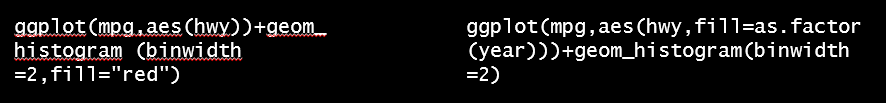 ggplot(mpg,aes(hwy))+geom_
histogram (binwidth
=2,fill="red")
ggplot(mpg,aes(hwy,fill=as.factor
(year)))+geom_histogram(binwidth
=2)